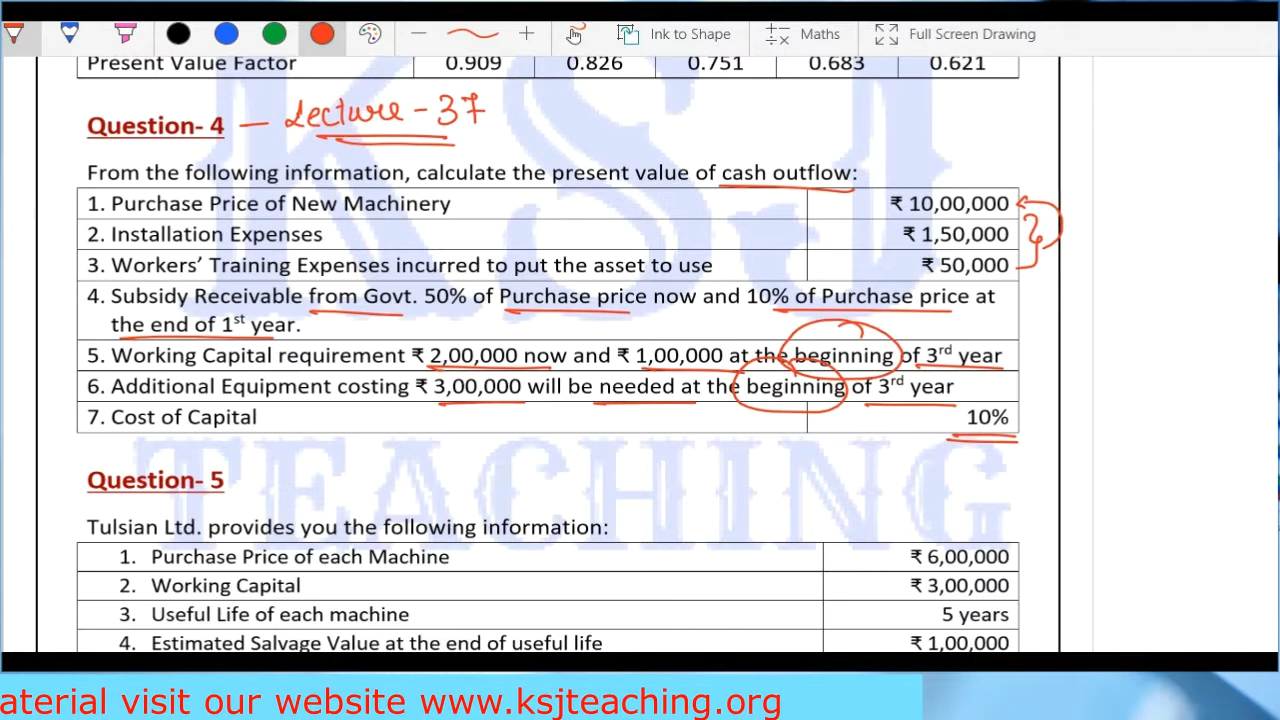 Ink to Shape
Maths
Full Screen Drawing
Present Value Factor 0.909 0.826 0.751 0.683 0.621
Question- 4 — Lecture - 37
From the following information, calculate the present value of cash outflow:
1. Purchase Price of New Machinery ₹ 10,00,000
2. Installation Expenses ₹ 1,50,000
3. Workers' Training Expenses incurred to put the asset to use ₹ 50,000
4. Subsidy Receivable from Govt. 50% of Purchase price now and 10% of Purchase price at
the end of 1st year.
5. Working Capital requirement ₹ 2,00,000 now and ₹ 1,00,000 at the beginning of 3rd year
6. Additional Equipment costing ₹ 3,00,000 will be needed at the beginning of 3rd year
7. Cost of Capital 10%
KSJ
TEACHING
Question- 5
Tulsian Ltd. provides you the following information:
1. Purchase Price of each Machine ₹ 6,00,000
2. Working Capital ₹ 3,00,000
3. Useful Life of each machine 5 years
4. Estimated Salvage Value at the end of useful life ₹ 1,00,000
aterial visit our website www.ksjteaching.org